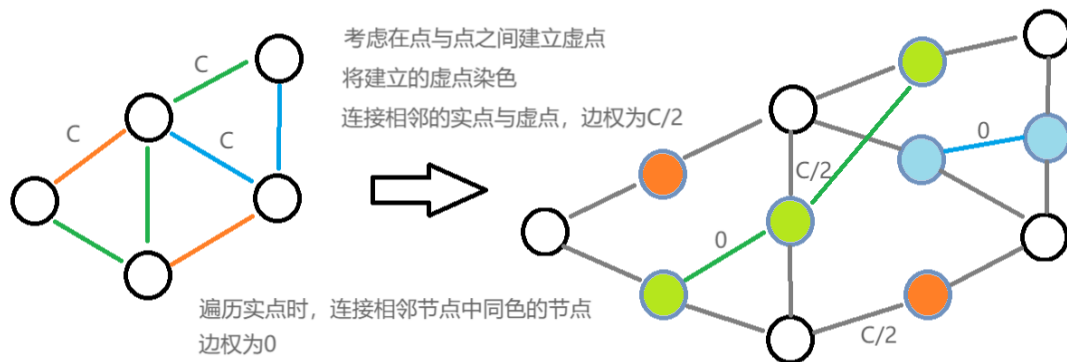 考虑在点与点之间建立虚点
将建立的虚点染色
连接相邻的实点与虚点，边权为C/2
C
C
C
0
C/2
0
C/2
遍历实点时，连接相邻节点中同色的节点
边权为0